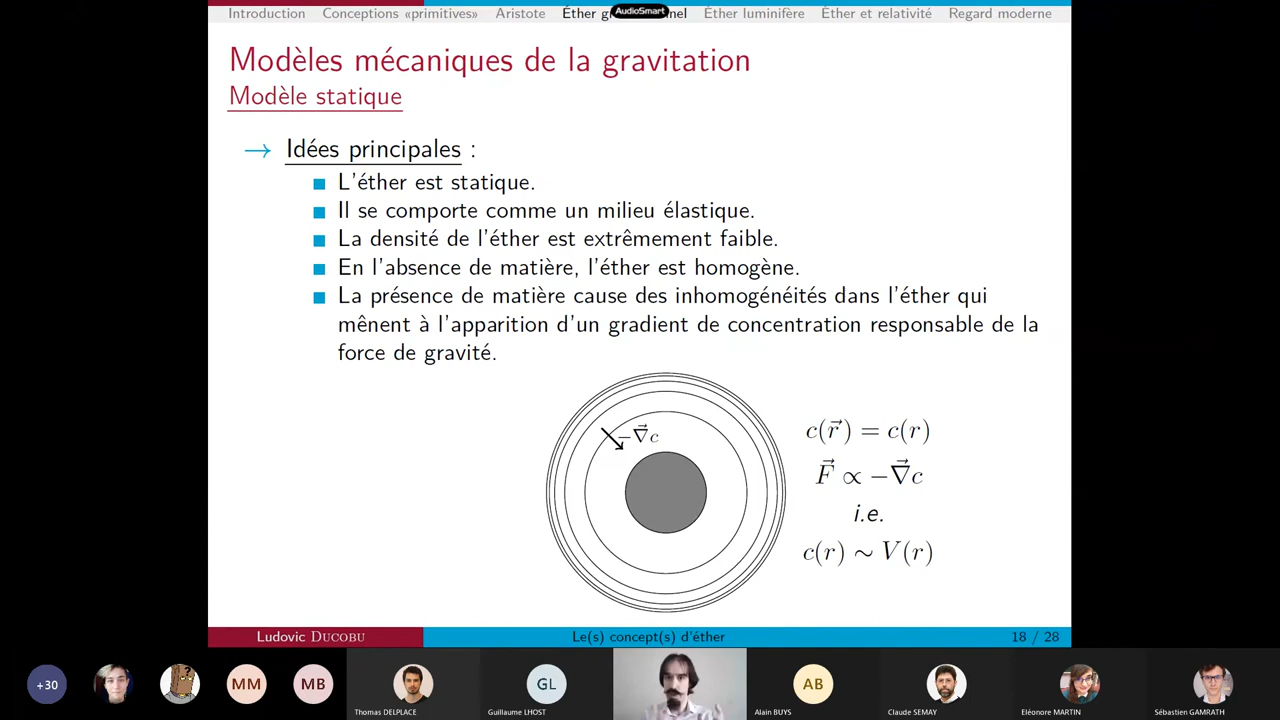 Introduction Conceptions «primitives» Aristote Éther gr nnel Éther luminifère Éther et relativité Regard moderne
AudioSmart
Modèles mécaniques de la gravitation
Modèle statique
→ Idées principales :
L'éther est statique.
Il se comporte comme un milieu élastique.
La densité de l'éther est extrêmement faible.
En l'absence de matière, l'éther est homogène.
La présence de matière cause des inhomogénéités dans l'éther qui
mênent à l'apparition d'un gradient de concentration responsable de la
force de gravité.
−∇⃗c
c(r⃗) = c(r)
F⃗ ∝ −∇⃗c
i.e.
c(r) ∼ V(r)
Ludovic DUCOBU Le(s) concept(s) d'éther 18 / 28
+30 MM MB GL AB
Thomas DELPLACE Guillaume LHOST Alain BUYS Claude SEMAY Eléonore MARTIN Sébastien GAMRATH